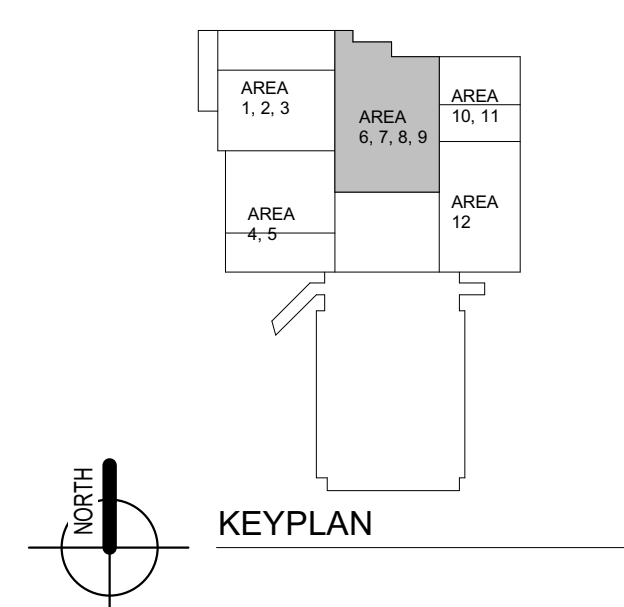 AREA
1, 2, 3
AREA
6, 7, 8, 9
AREA
10, 11
AREA
4, 5
AREA
12
NORTH
KEYPLAN